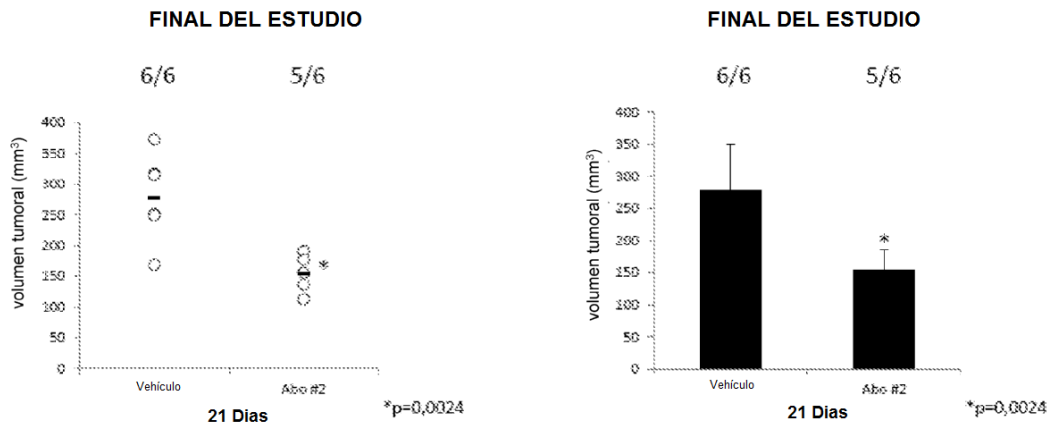 FINAL DEL ESTUDIO
6/6 5/6
400
350
300
250
200
150
100
50
0
volumen tumoral (mm³)
*
Vehículo Abo #2
21 Dias
*p=0,0024
FINAL DEL ESTUDIO
6/6 5/6
400
350
300
250
200
150
100
50
0
volumen tumoral (mm³)
*
Vehículo Abo #2
21 Dias
*p=0,0024